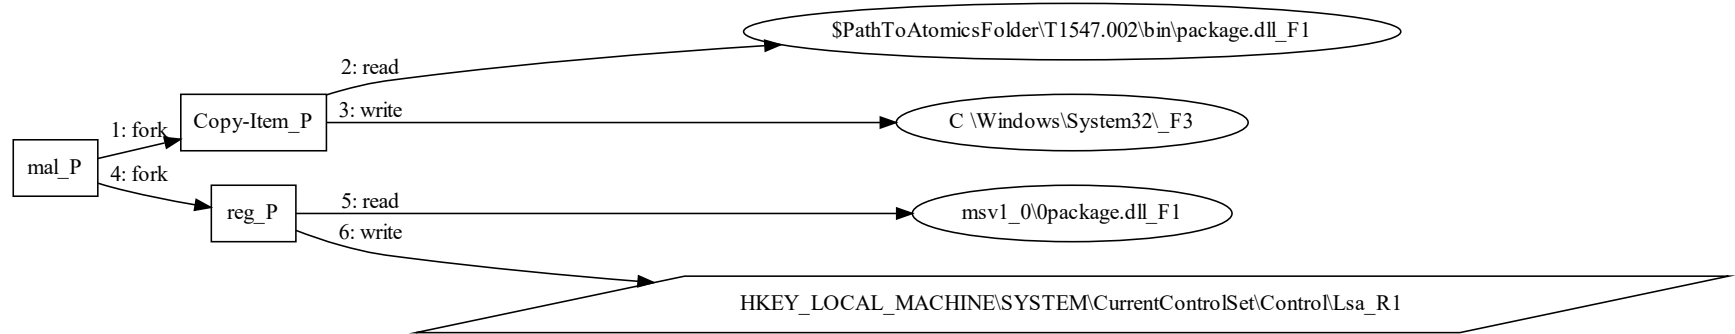 $PathToAtomicsFolder\T1547.002\bin\package.dll_F1
2: read
3: write
Copy-Item_P
C \Windows\System32\_F3
1: fork
mal_P
4: fork
5: read
reg_P
msv1_0\0package.dll_F1
6: write
HKEY_LOCAL_MACHINE\SYSTEM\CurrentControlSet\Control\Lsa_R1